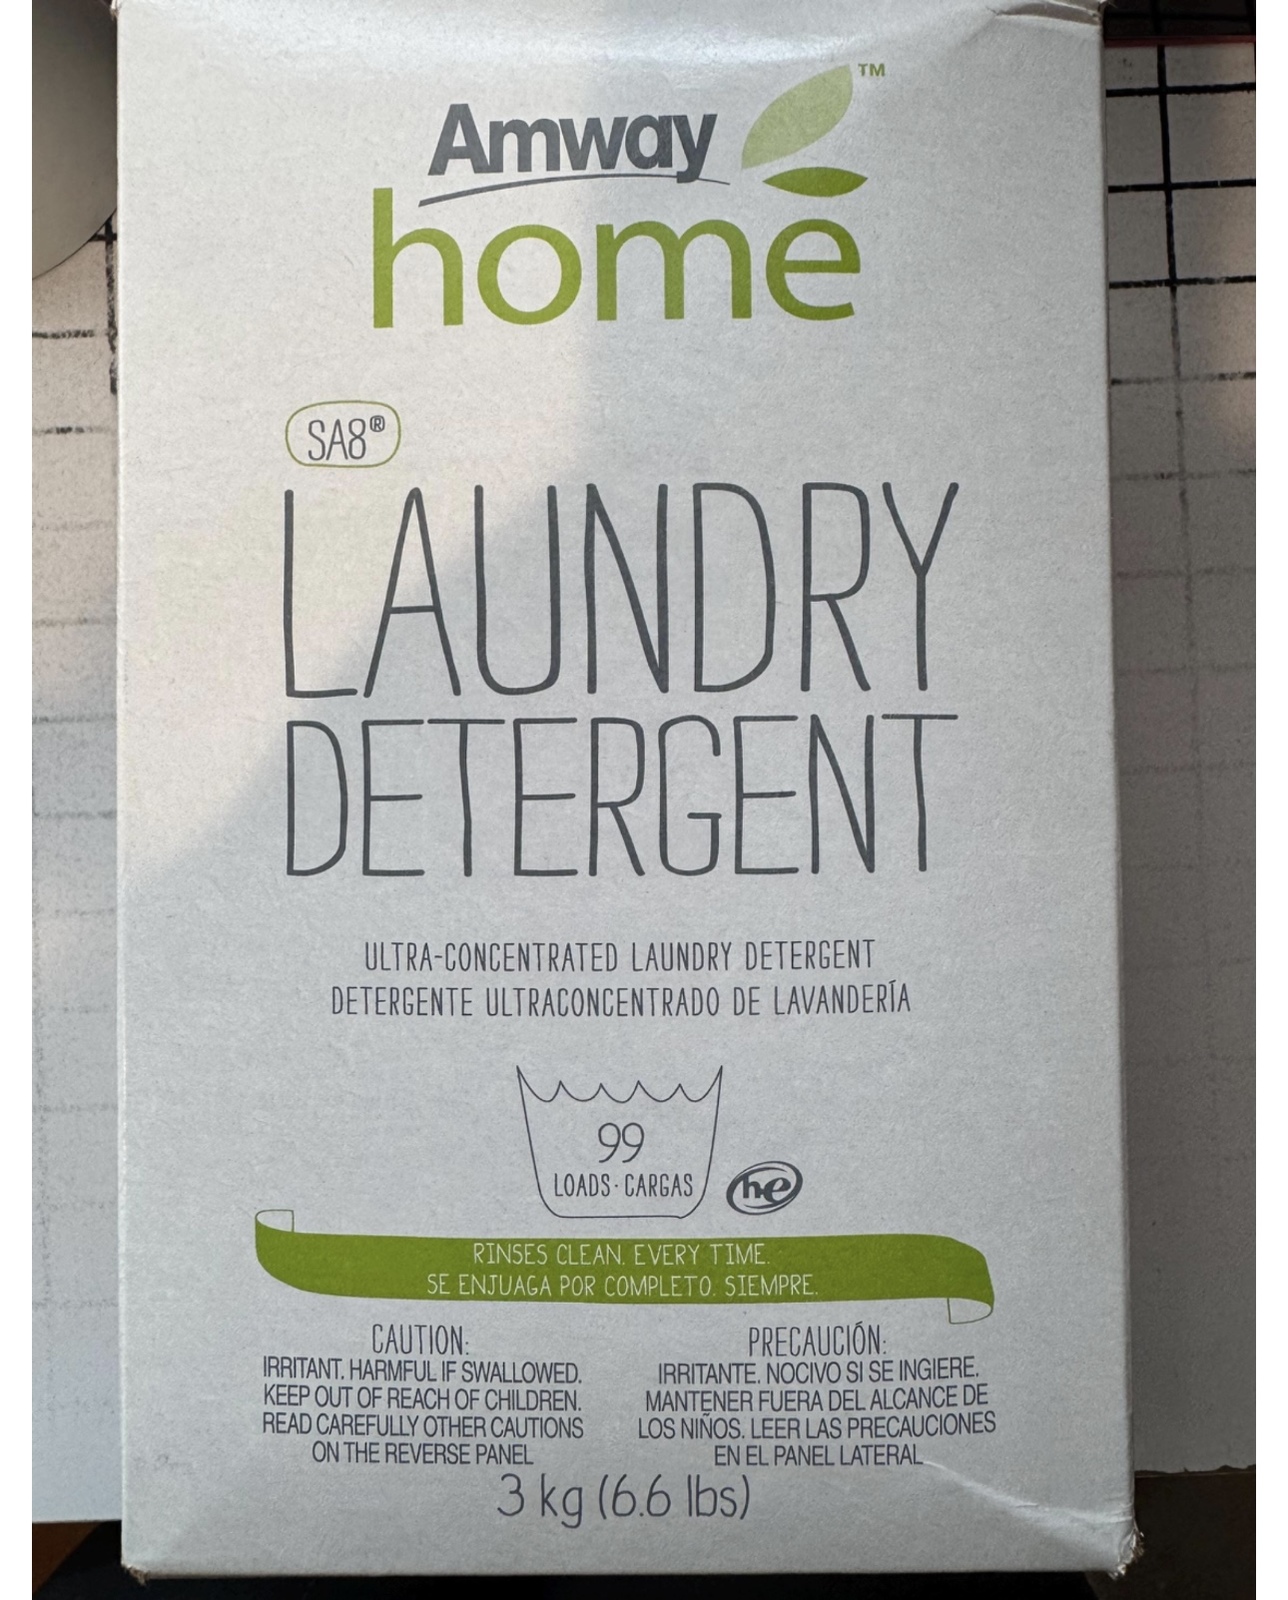 Amway™
home
SA8®
LAUNDRY
DETERGENT
ULTRA-CONCENTRATED LAUNDRY DETERGENT
DETERGENTE ULTRACONCENTRADO DE LAVANDERÍA
99
LOADS · CARGAS
he
RINSES CLEAN. EVERY TIME.
SE ENJUAGA POR COMPLETO. SIEMPRE.
CAUTION:
IRRITANT. HARMFUL IF SWALLOWED.
KEEP OUT OF REACH OF CHILDREN.
READ CAREFULLY OTHER CAUTIONS
ON THE REVERSE PANEL
PRECAUCIÓN:
IRRITANTE. NOCIVO SI SE INGIERE.
MANTENER FUERA DEL ALCANCE DE
LOS NIÑOS. LEER LAS PRECAUCIONES
EN EL PANEL LATERAL
3 kg (6.6 lbs)